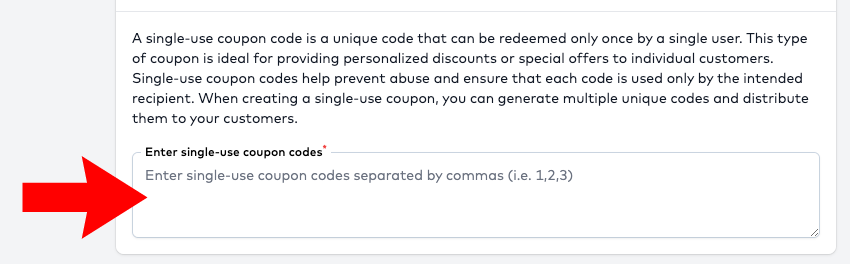 A single-use coupon code is a unique code that can be redeemed only once by a single user. This type
of coupon is ideal for providing personalized discounts or special offers to individual customers.
Single-use coupon codes help prevent abuse and ensure that each code is used only by the intended
recipient. When creating a single-use coupon, you can generate multiple unique codes and distribute
them to your customers.
Enter single-use coupon codes*
Enter single-use coupon codes separated by commas (i.e. 1,2,3)